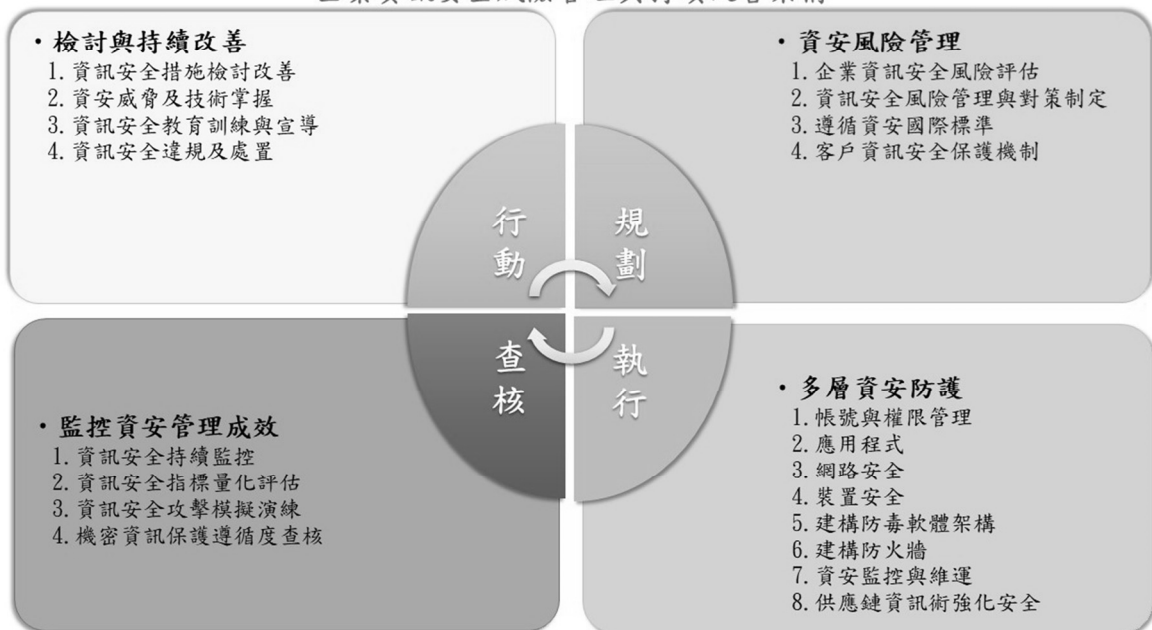 ・檢討與持續改善
1. 資訊安全措施檢討改善
2. 資安威脅及技術掌握
3. 資訊安全教育訓練與宣導
4. 資訊安全違規及處置
・資安風險管理
1. 企業資訊安全風險評估
2. 資訊安全風險管理與對策制定
3. 遵循資安國際標準
4. 客戶資訊安全保護機制
行動
規劃
查核
執行
・監控資安管理成效
1. 資訊安全持續監控
2. 資訊安全指標量化評估
3. 資訊安全攻擊模擬演練
4. 機密資訊保護遵循度查核
・多層資安防護
1. 帳號與權限管理
2. 應用程式
3. 網路安全
4. 裝置安全
5. 建構防毒軟體架構
6. 建構防火牆
7. 資安監控與維運
8. 供應鏈資訊術強化安全